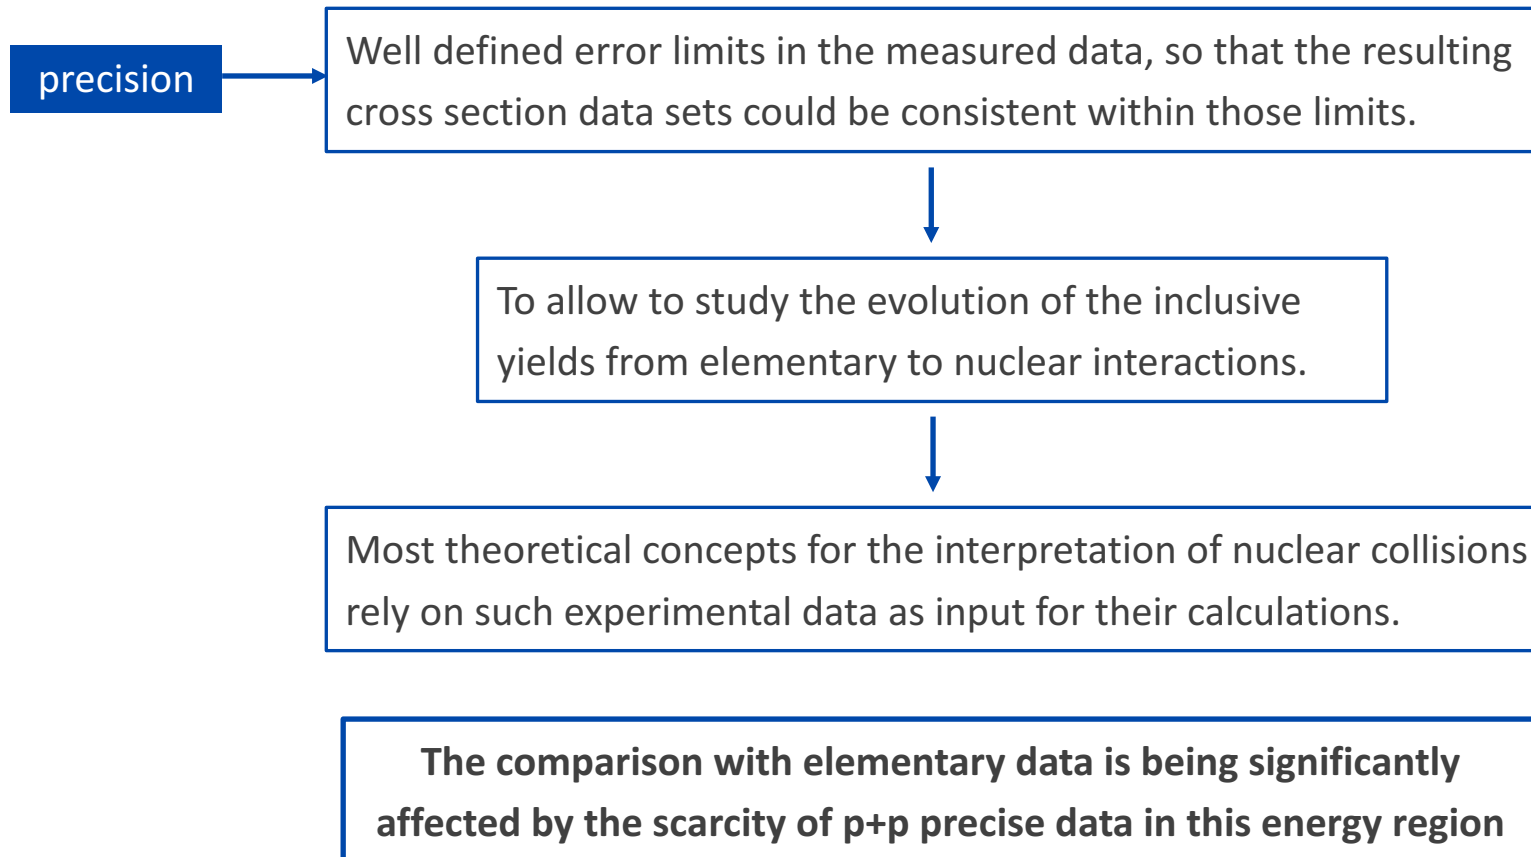 precision
Well defined error limits in the measured data, so that the resulting
cross section data sets could be consistent within those limits.
To allow to study the evolution of the inclusive
yields from elementary to nuclear interactions.
Most theoretical concepts for the interpretation of nuclear collisions
rely on such experimental data as input for their calculations.
The comparison with elementary data is being significantly
affected by the scarcity of p+p precise data in this energy region